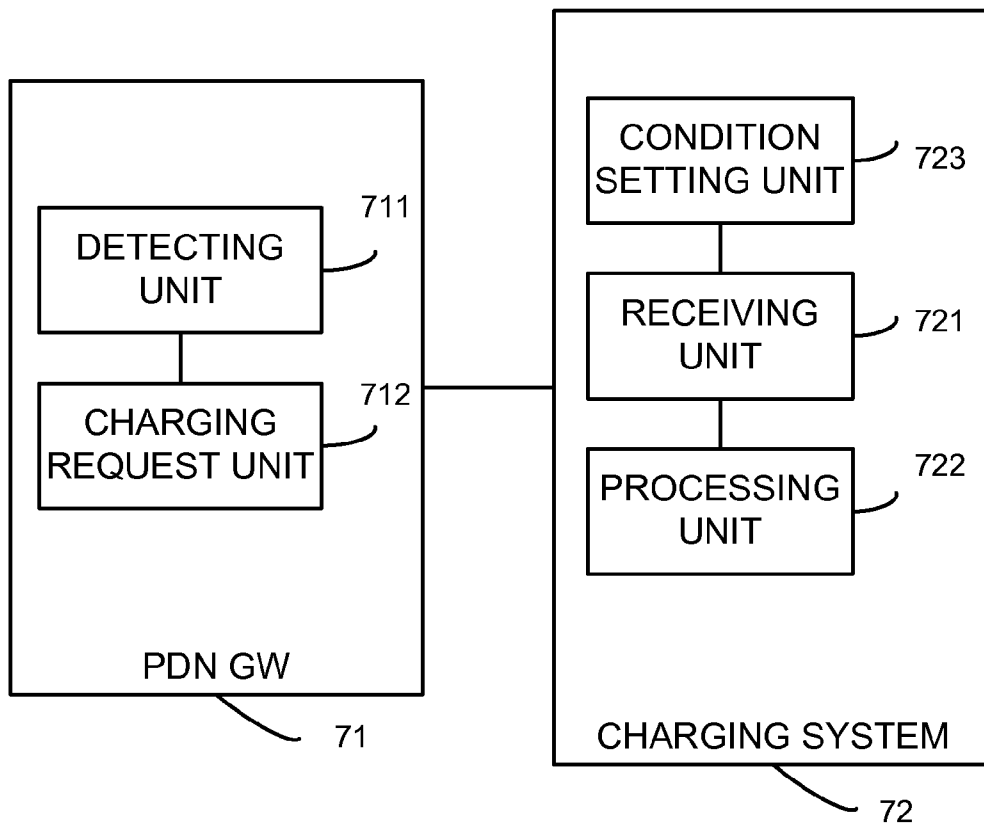 DETECTING
UNIT
711
CHARGING
REQUEST UNIT
712
PDN GW
71
CONDITION
SETTING UNIT
723
RECEIVING
UNIT
721
PROCESSING
UNIT
722
CHARGING SYSTEM
72